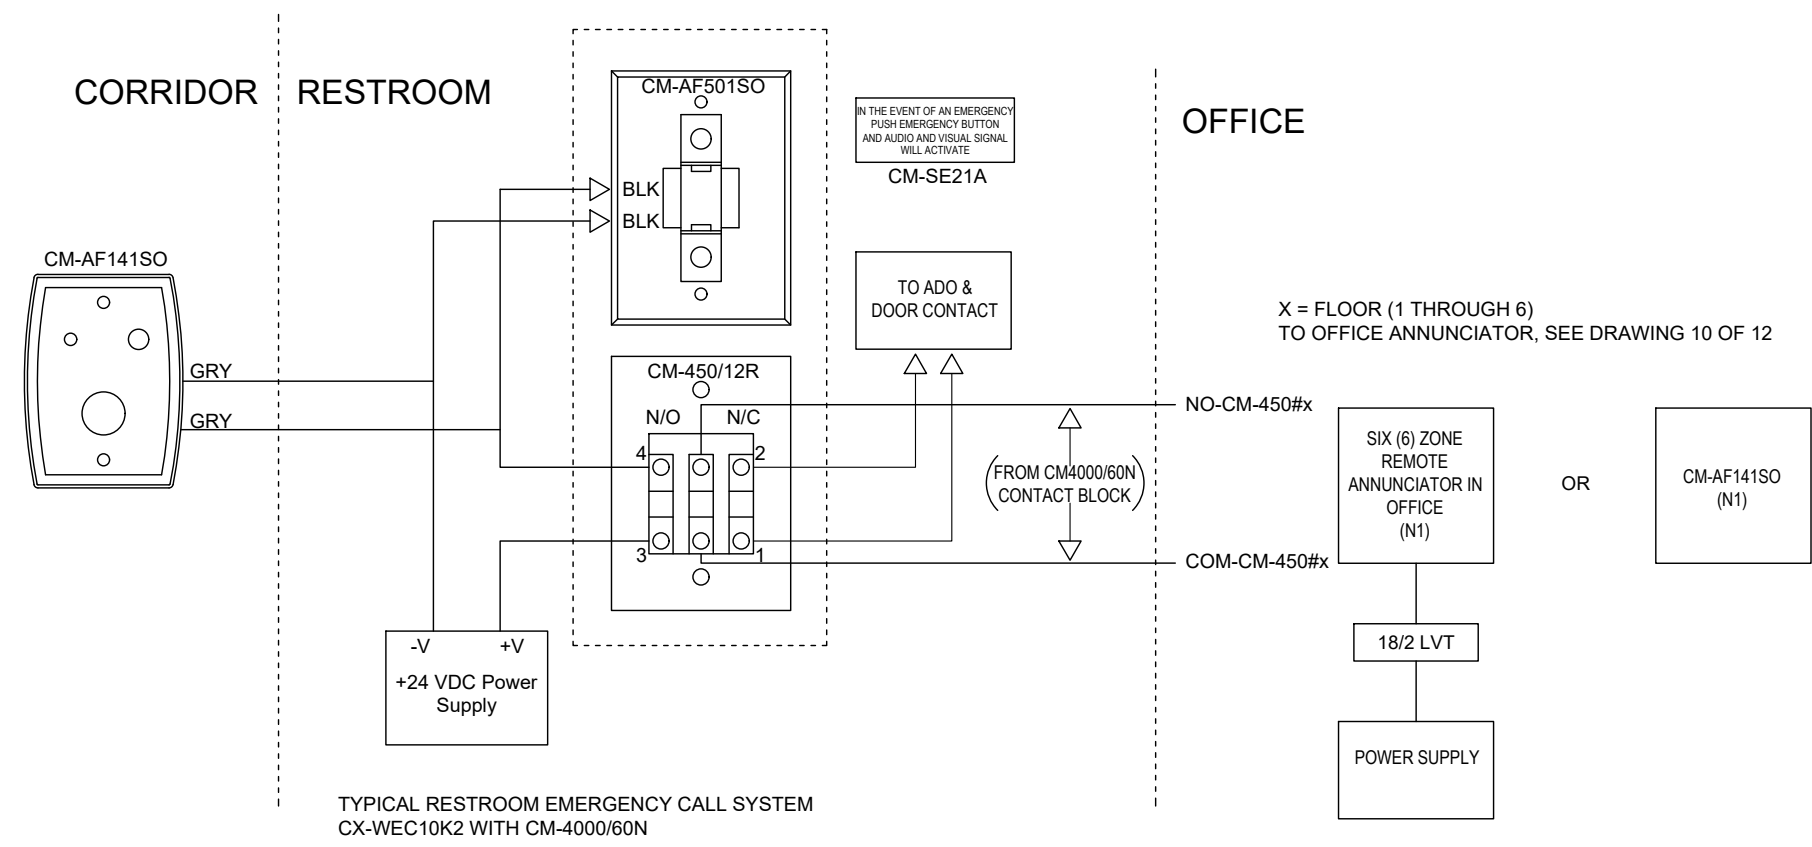 CORRIDOR
RESTROOM
OFFICE
CM-AF501SO
BLK
BLK
IN THE EVENT OF AN EMERGENCY
PUSH EMERGENCY BUTTON
AND AUDIO AND VISUAL SIGNAL
WILL ACTIVATE
CM-SE21A
CM-AF141SO
GRY
GRY
TO ADO &
DOOR CONTACT
X = FLOOR (1 THROUGH 6)
TO OFFICE ANNUNCIATOR, SEE DRAWING 10 OF 12
CM-450/12R
N/O N/C
4 2
3 1
NO-CM-450#x
(FROM CM4000/60N
CONTACT BLOCK)
COM-CM-450#x
SIX (6) ZONE
REMOTE
ANNUNCIATOR IN
OFFICE
(N1)
OR
CM-AF141SO
(N1)
18/2 LVT
POWER SUPPLY
-V +V
+24 VDC Power
Supply
TYPICAL RESTROOM EMERGENCY CALL SYSTEM
CX-WEC10K2 WITH CM-4000/60N